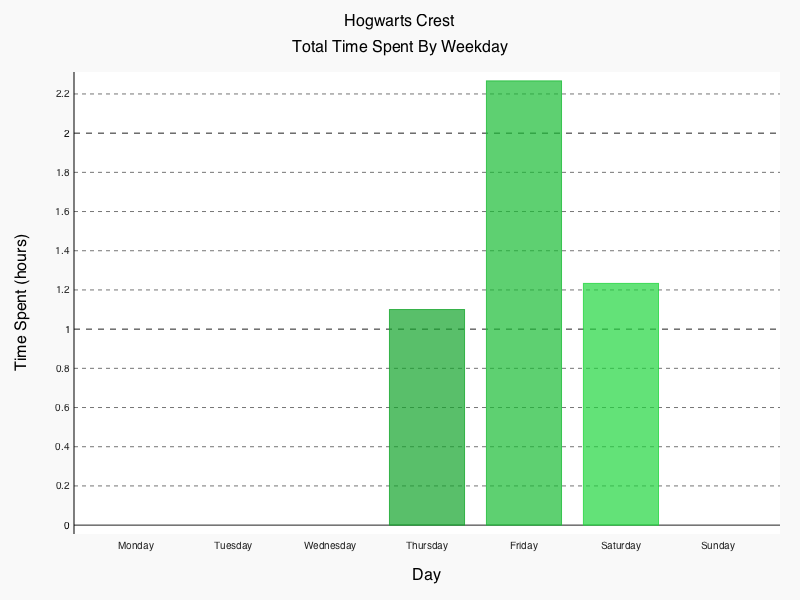 Hogwarts Crest
Total Time Spent By Weekday
Time Spent (hours)
2.2
2
1.8
1.6
1.4
1.2
1
0.8
0.6
0.4
0.2
0
Monday Tuesday Wednesday Thursday Friday Saturday Sunday
Day